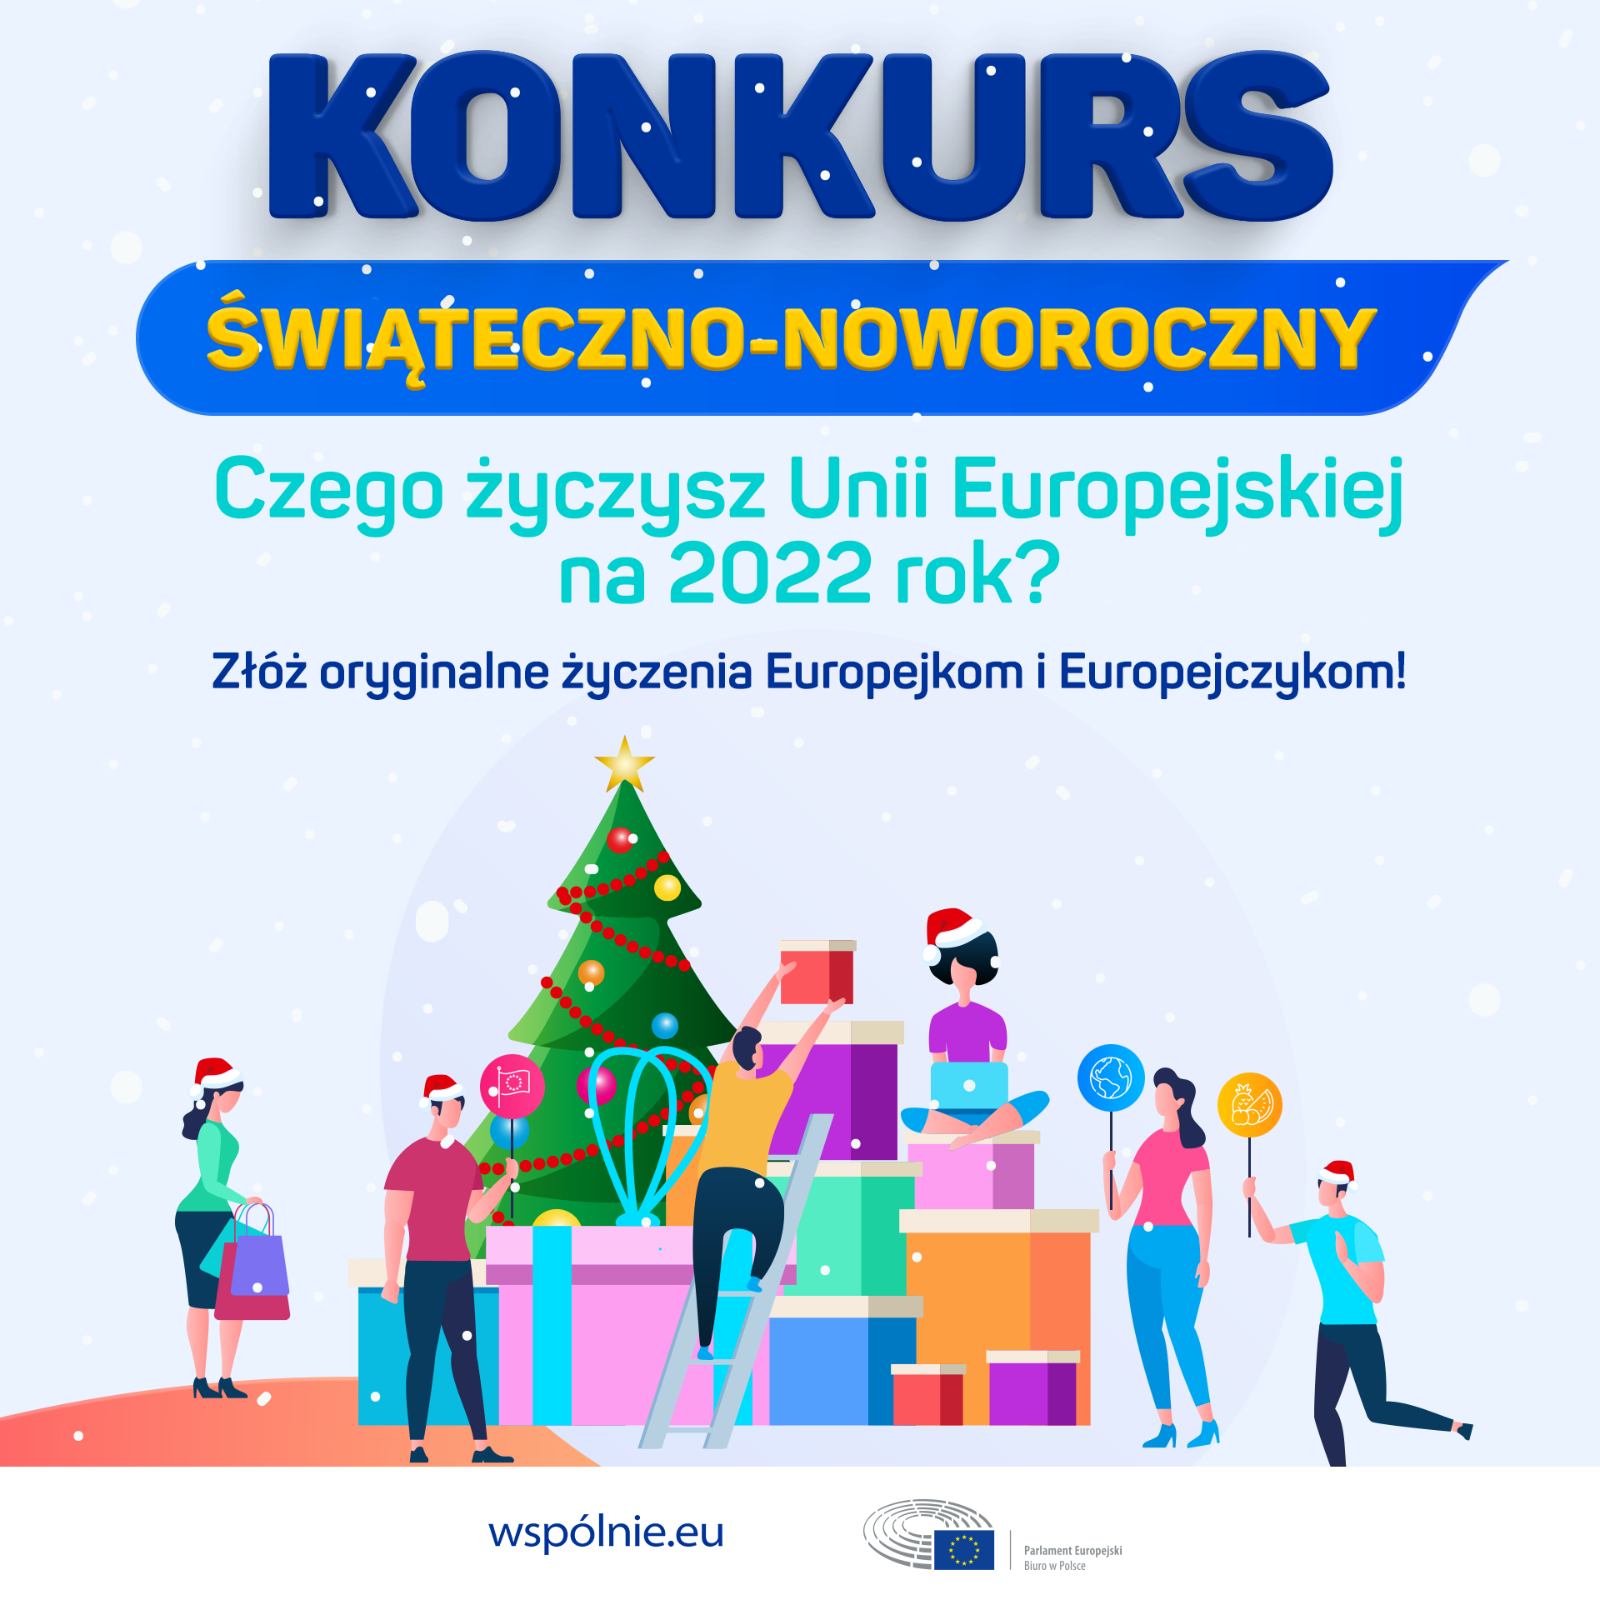 KONKURS
ŚWIĄTECZNO-NOWOROCZNY
Czego życzysz Unii Europejskiej
na 2022 rok?
Złóż oryginalne życzenia Europejkom i Europejczykom!
wspólnie.eu
Parlament Europejski
Biuro w Polsce